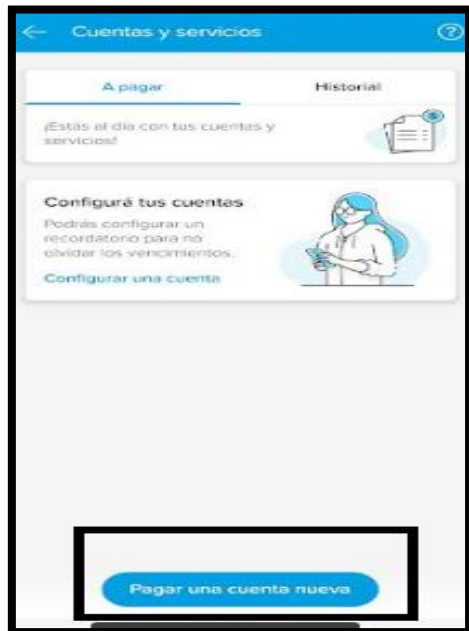 Cuentas y servicios
A pagar
Historial
¡Estás al día con tus cuentas y
servicios!
Configurá tus cuentas
Podrás configurar un
recordatorio para no
olvidar los vencimientos.
Configurar una cuenta
Pagar una cuenta nueva